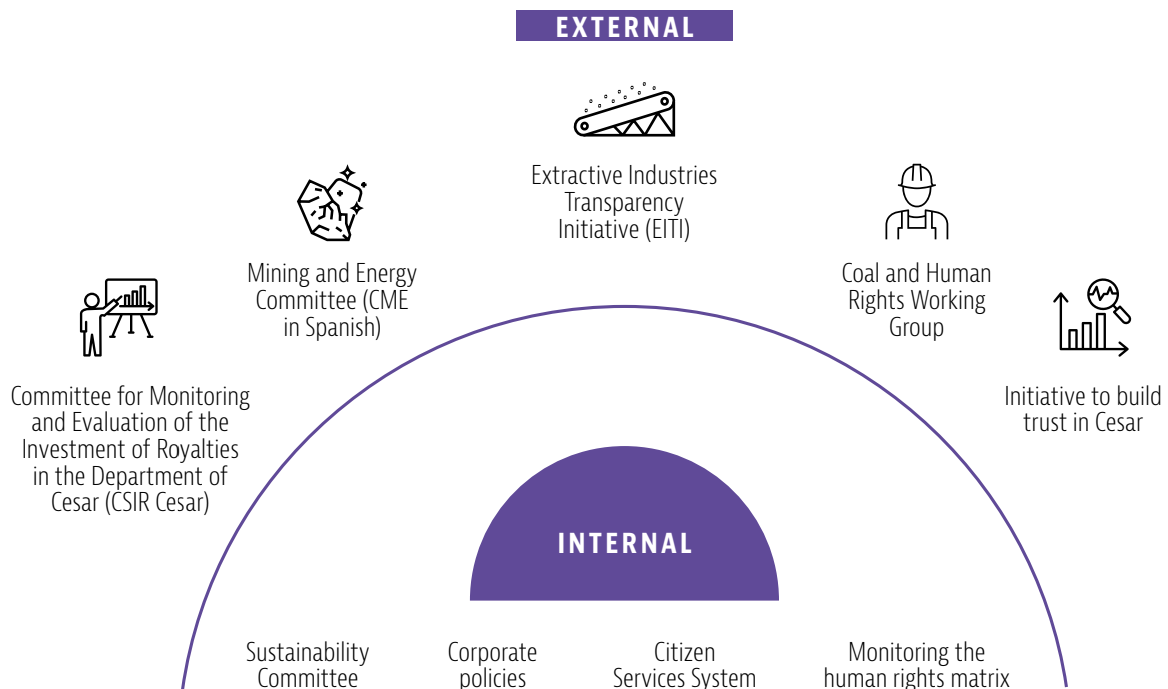 EXTERNAL
Extractive Industries
Transparency
Initiative (EITI)
Mining and Energy
Committee (CME
in Spanish)
Coal and Human
Rights Working
Group
Committee for Monitoring
and Evaluation of the
Investment of Royalties
in the Department of
Cesar (CSIR Cesar)
Initiative to build
trust in Cesar
INTERNAL
Sustainability
Committee
Corporate
policies
Citizen
Services System
Monitoring the
human rights matrix